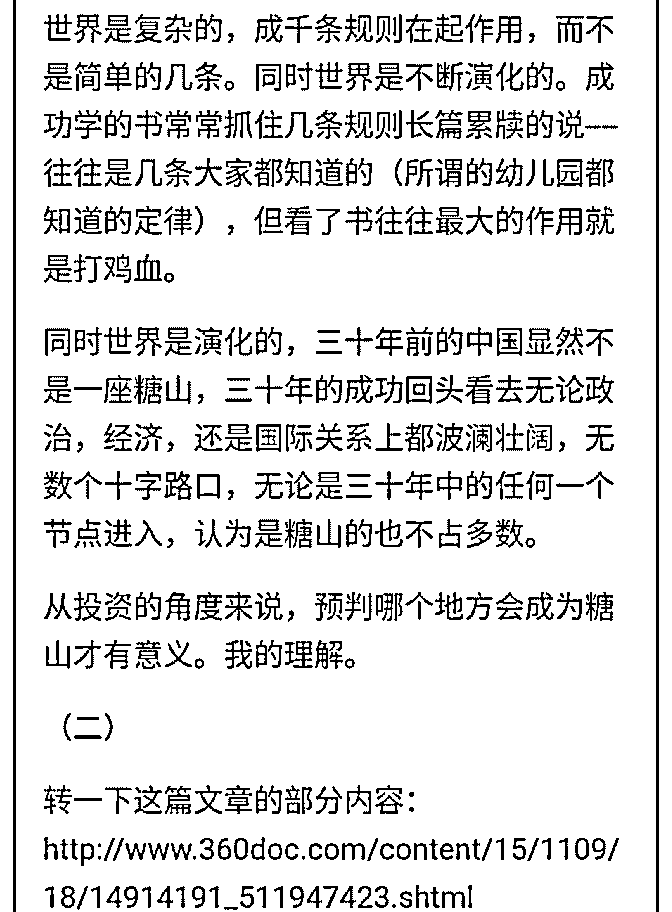 世界是复杂的，成千条规则在起作用，而不
是简单的几条。同时世界是不断演化的。成
功学的书常常抓住几条规则长篇累牍的说—
往往是几条大家都知道的（所谓的幼儿园都
知道的定律），但看了书往往最大的作用就
是打鸡血。
同时世界是演化的，三十年前的中国显然不
是一座糖山，三十年的成功回头看去无论政
治，经济，还是国际关系上都波澜壮阔，无
数个十字路口，无论是三十年中的任何一个
节点进入，认为是糖山的也不占多数。
从投资的角度来说，预判哪个地方会成为糖
山才有意义。我的理解。
（二）
转一下这篇文章的部分内容：
http://www.360doc.com/content/15/1109/
18/14914191_511947423.shtml